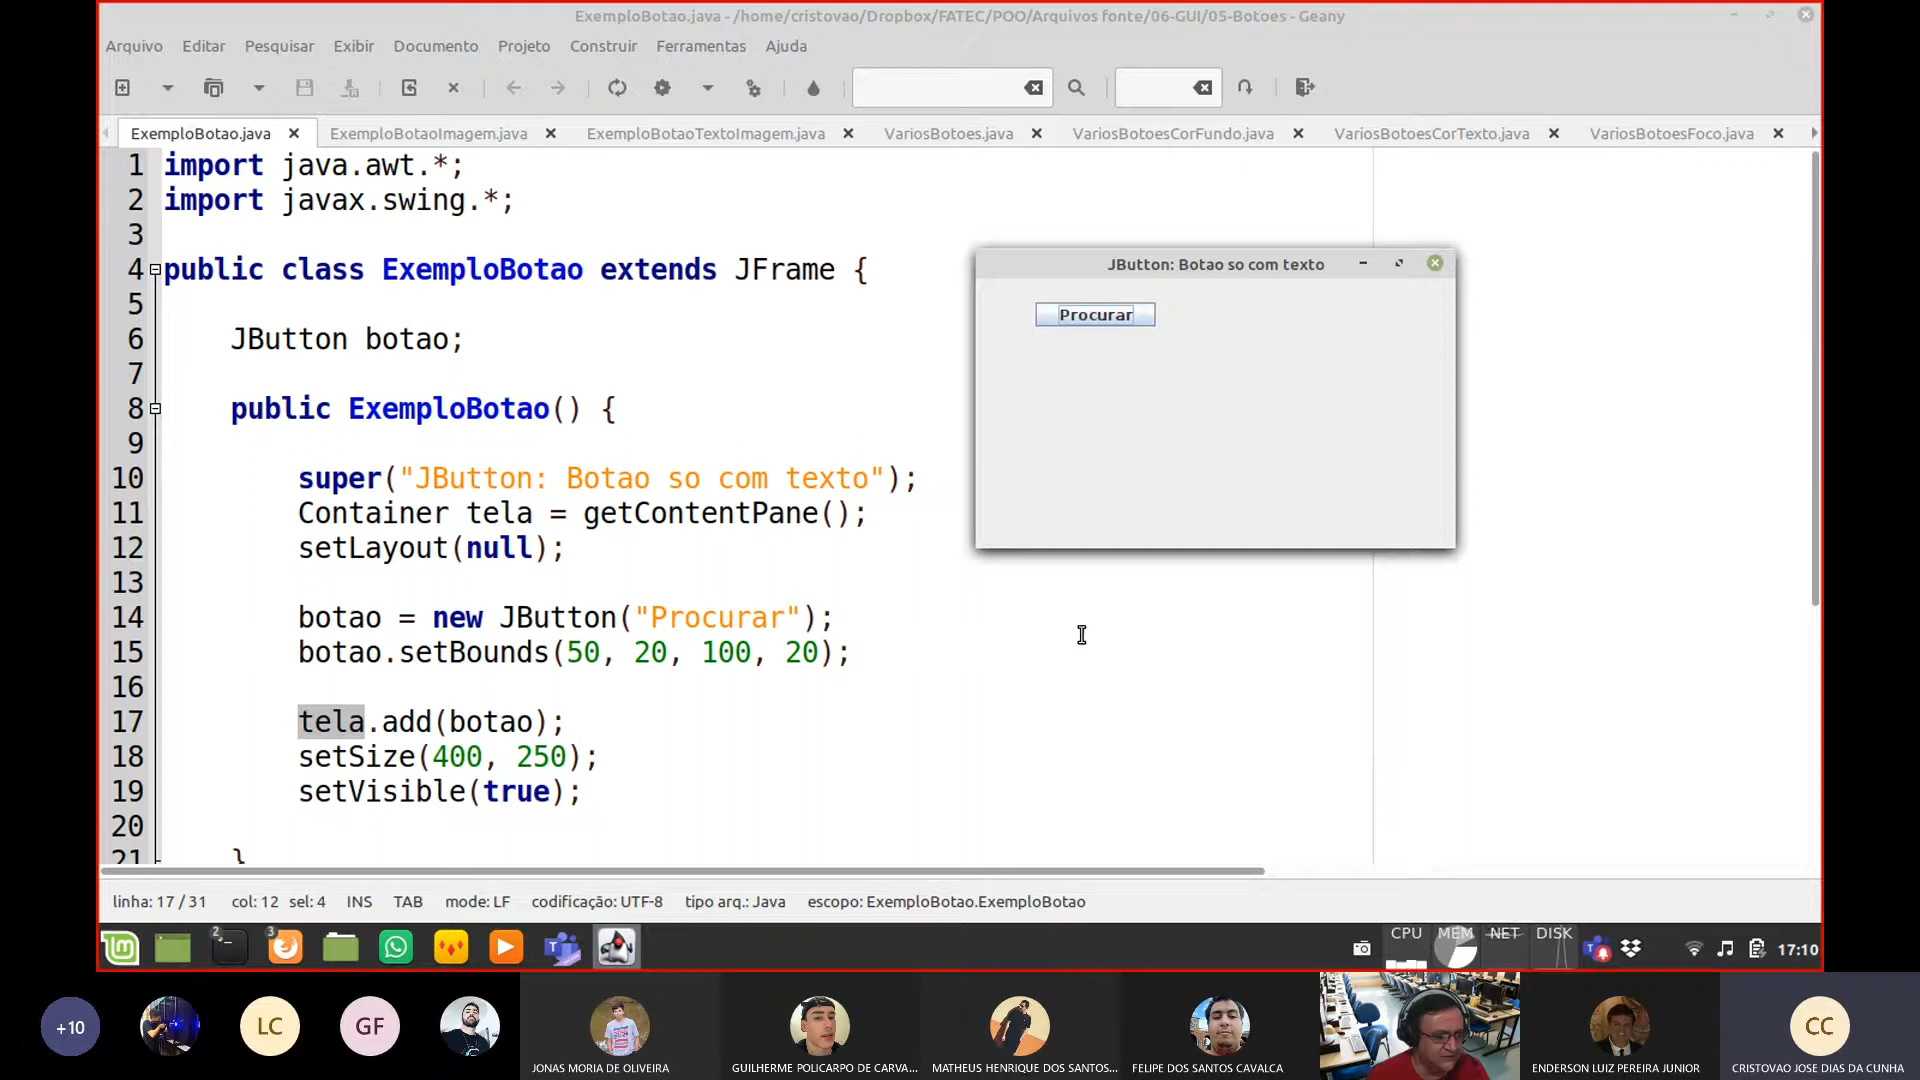 ExemploBotao.java - /home/cristovao/Dropbox/FATEC/POO/Arquivos fonte/06-GUI/05-Botoes - Geany
Arquivo Editar Pesquisar Exibir Documento Projeto Construir Ferramentas Ajuda
ExemploBotao.java ExemploBotaoImagem.java ExemploBotaoTextoImagem.java VariosBotoes.java VariosBotoesCorFundo.java VariosBotoesCorTexto.java VariosBotoesFoco.java
1 import java.awt.*;
2 import javax.swing.*;
3
4 public class ExemploBotao extends JFrame {
5
6 JButton botao;
7
8 public ExemploBotao() {
9
10 super("JButton: Botao so com texto");
11 Container tela = getContentPane();
12 setLayout(null);
13
14 botao = new JButton("Procurar");
15 botao.setBounds(50, 20, 100, 20);
16
17 tela.add(botao);
18 setSize(400, 250);
19 setVisible(true);
20
21 }
JButton: Botao so com texto
Procurar
linha: 17 / 31 col: 12 sel: 4 INS TAB mode: LF codificação: UTF-8 tipo arq.: Java escopo: ExemploBotao.ExemploBotao
2 3 CPU MEM NET DISK 17:10
+10 LC GF CC
JONAS MORIA DE OLIVEIRA GUILHERME POLICARPO DE CARVA... MATHEUS HENRIQUE DOS SANTOS... FELIPE DOS SANTOS CAVALCA ENDERSON LUIZ PEREIRA JUNIOR CRISTOVAO JOSE DIAS DA CUNHA